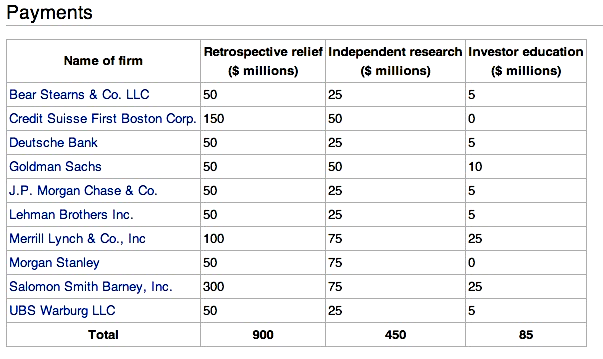 Payments
Name of firm Retrospective relief ($ millions) Independent research ($ millions) Investor education ($ millions)
Bear Stearns & Co. LLC 50 25 5
Credit Suisse First Boston Corp. 150 50 0
Deutsche Bank 50 25 5
Goldman Sachs 50 50 10
J.P. Morgan Chase & Co. 50 25 5
Lehman Brothers Inc. 50 25 5
Merrill Lynch & Co., Inc 100 75 25
Morgan Stanley 50 75 0
Salomon Smith Barney, Inc. 300 75 25
UBS Warburg LLC 50 25 5
Total 900 450 85